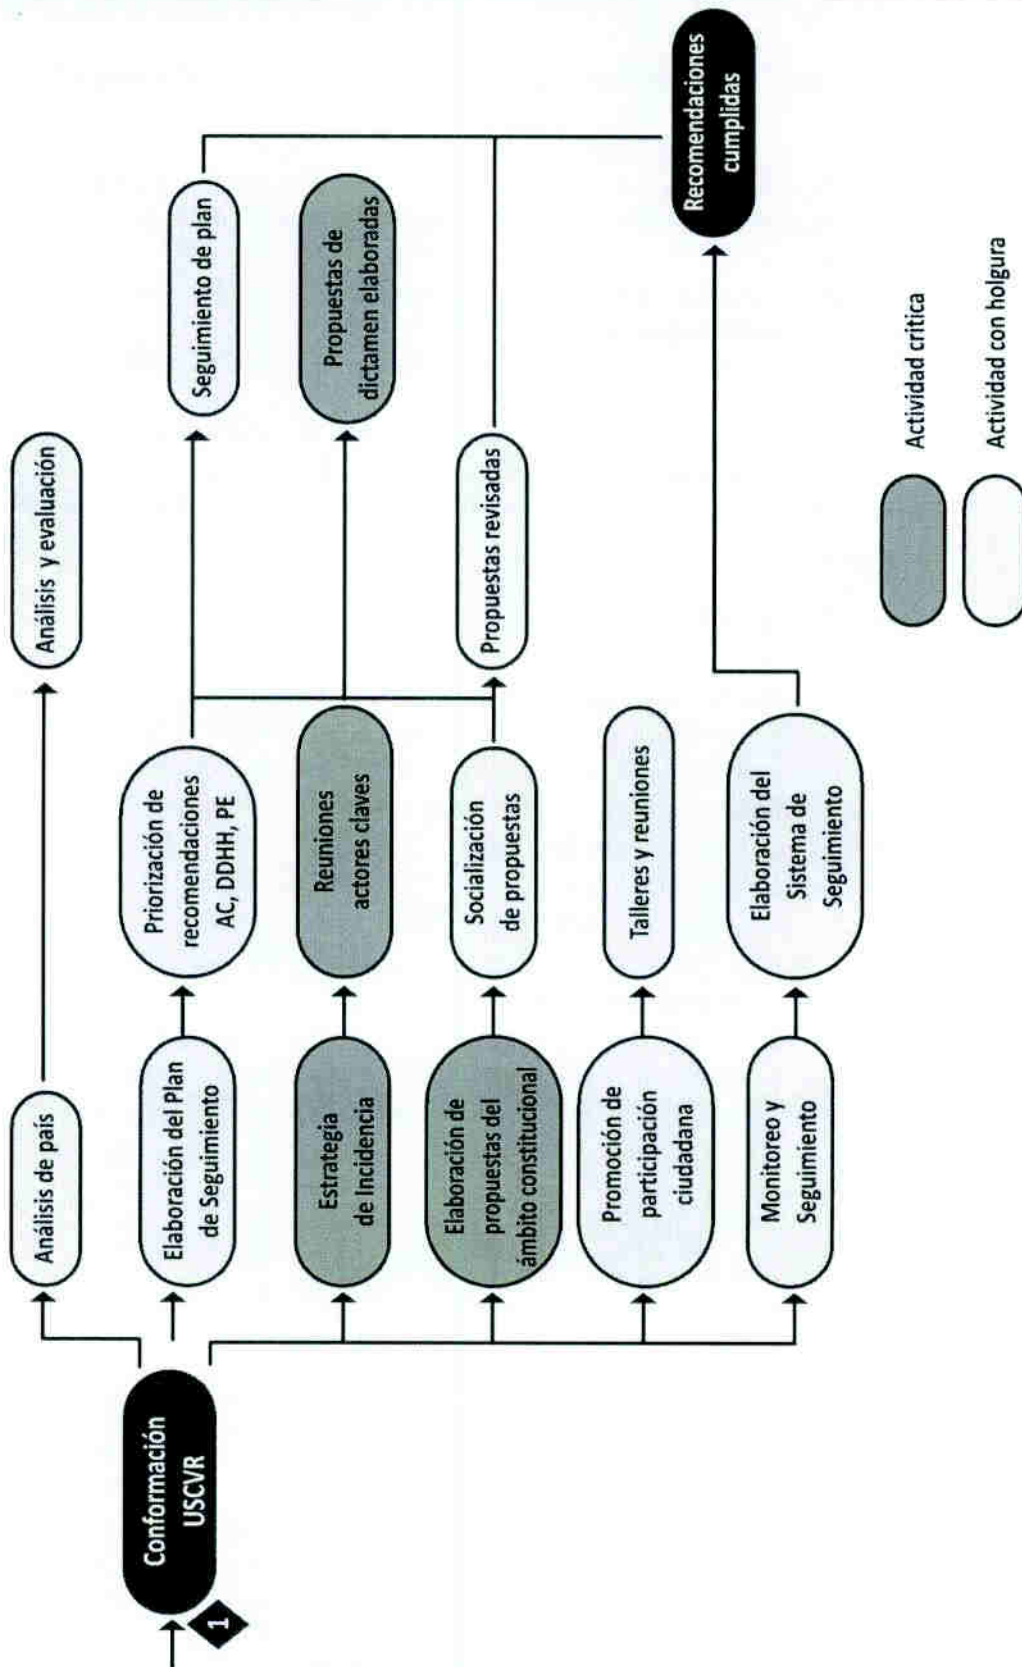 1
Conformación
USCVR
Análisis de país
Análisis y evaluación
Elaboración del Plan
de Seguimiento
Priorización de
recomendaciones
AC, DDHH, PE
Seguimiento de plan
Estrategia
de Incidencia
Reuniones
actores claves
Propuestas de
dictamen elaboradas
Elaboración de
propuestas del
ámbito constitucional
Socialización
de propuestas
Propuestas revisadas
Promoción de
participación
ciudadana
Talleres y reuniones
Monitoreo y
Seguimiento
Elaboración del
Sistema de
Seguimiento
Recomendaciones
cumplidas
Actividad critica
Actividad con holgura